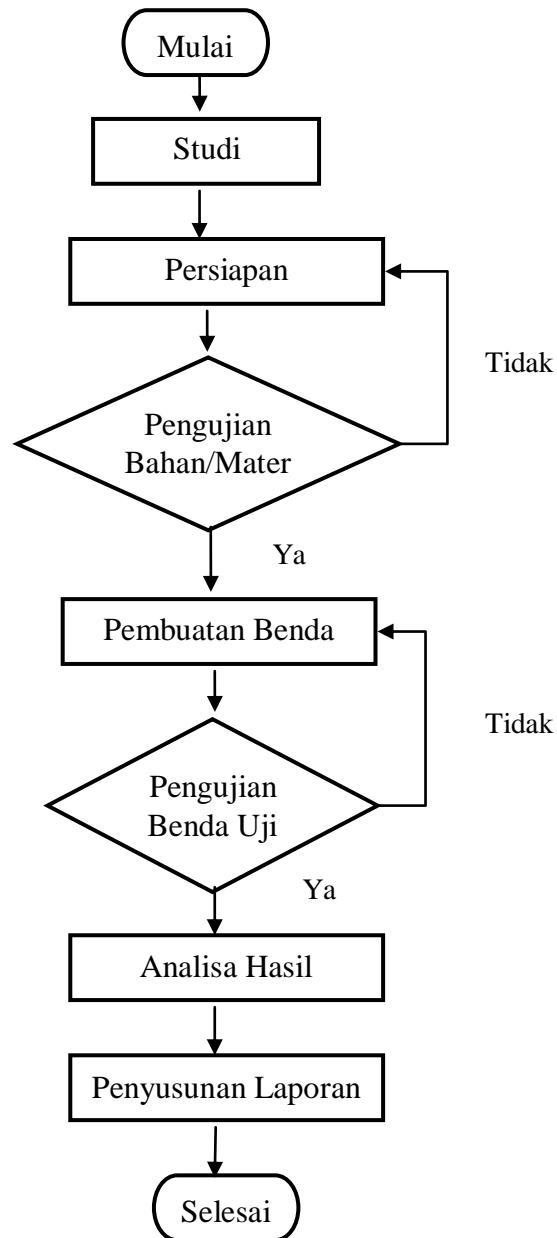 Mulai
Studi
Persiapan
Tidak
Pengujian
Bahan/Mater
Ya
Pembuatan Benda
Tidak
Pengujian
Benda Uji
Ya
Analisa Hasil
Penyusunan Laporan
Selesai